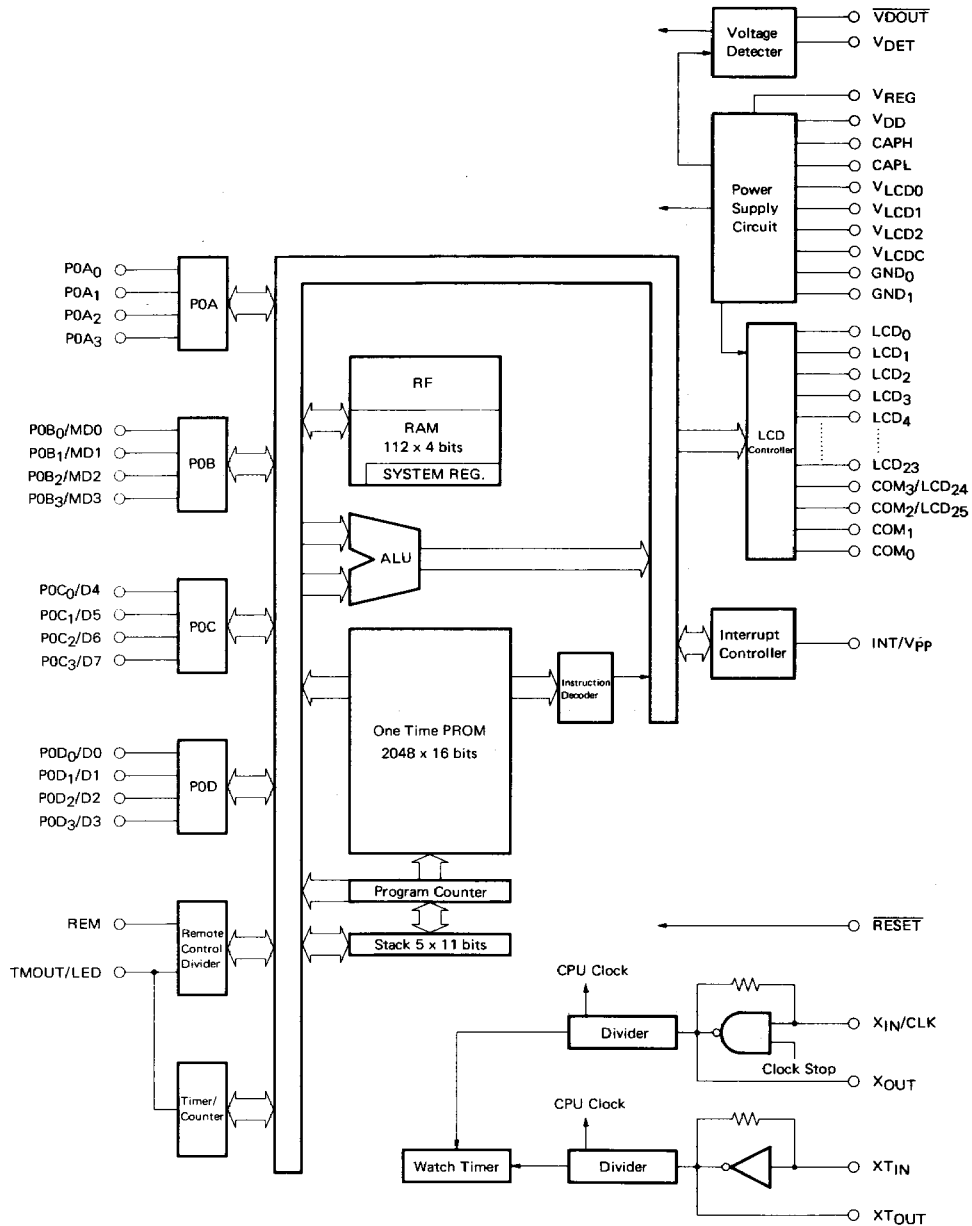 VDOUT
Voltage
Detecter
VDET
VREG
VDD
CAPH
CAPL
Power
Supply
Circuit
VLCD0
VLCD1
VLCD2
VLCDC
GND0
GND1
P0A0
P0A1
P0A2
P0A3
P0A
RF
RAM
112 x 4 bits
SYSTEM REG.
LCD0
LCD1
LCD2
LCD3
LCD4
LCD
Controller
LCD23
COM3/LCD24
COM2/LCD25
COM1
COM0
P0B0/MD0
P0B1/MD1
P0B2/MD2
P0B3/MD3
P0B
ALU
P0C0/D4
P0C1/D5
P0C2/D6
P0C3/D7
P0C
Interrupt
Controller
INT/VPP
One Time PROM
2048 x 16 bits
Instruction
Decoder
P0D0/D0
P0D1/D1
P0D2/D2
P0D3/D3
P0D
Program Counter
Stack 5 x 11 bits
REM
TMOUT/LED
Remote
Control
Divider
RESET
CPU Clock
Divider
XIN/CLK
Clock Stop
XOUT
Timer/
Counter
CPU Clock
Watch Timer
Divider
XTIN
XTOUT